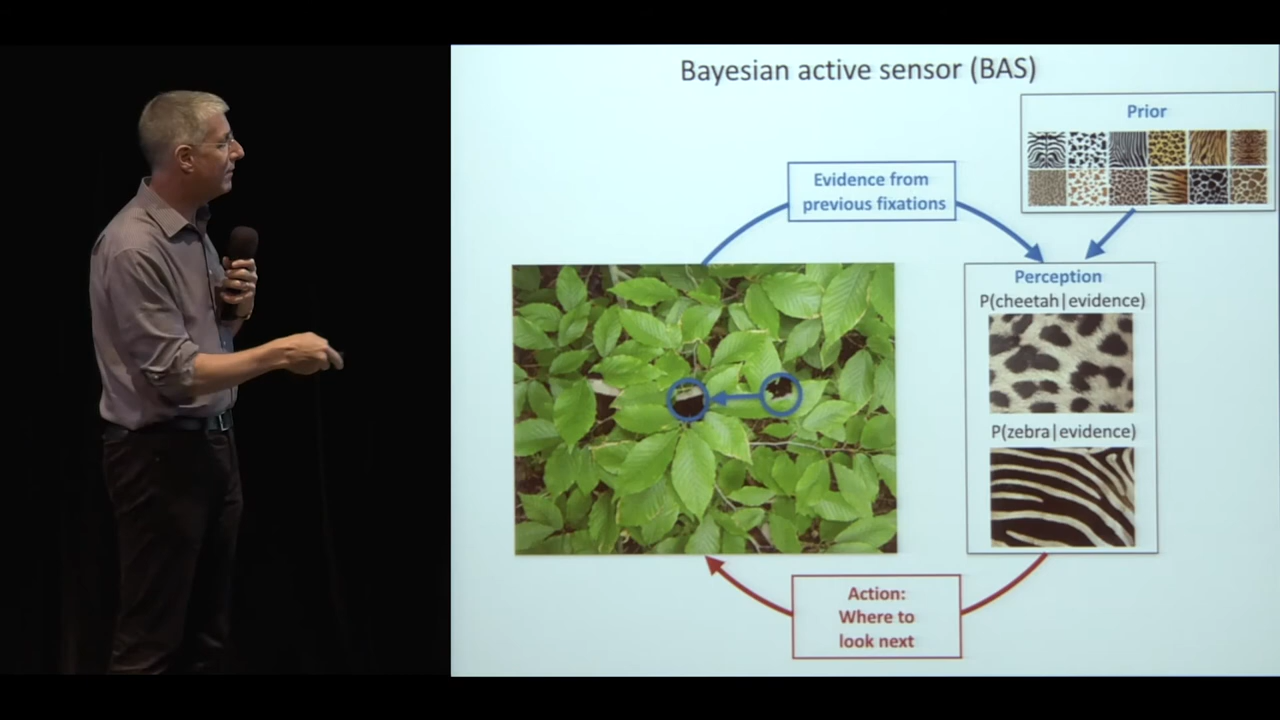 Bayesian active sensor (BAS)
Prior
Evidence from
previous fixations
Perception
P(cheetah|evidence)
P(zebra|evidence)
Action:
Where to
look next